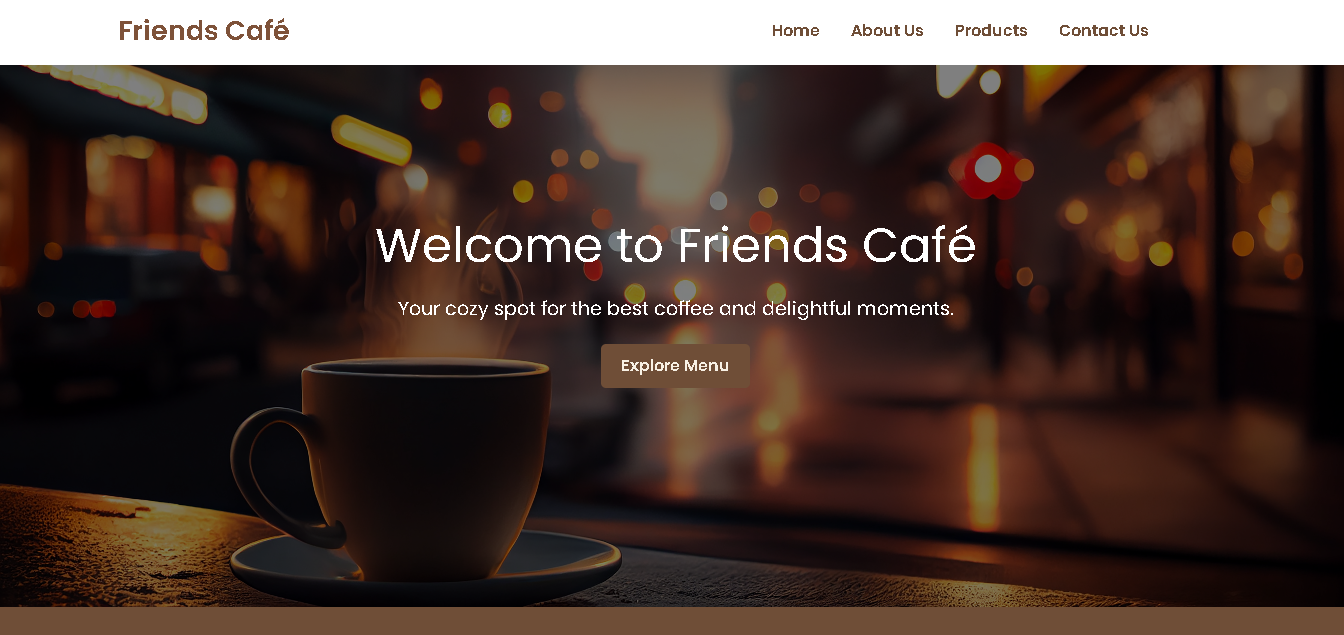 Friends Café
Home About Us Products Contact Us
Welcome to Friends Café
Your cozy spot for the best coffee and delightful moments.
Explore Menu